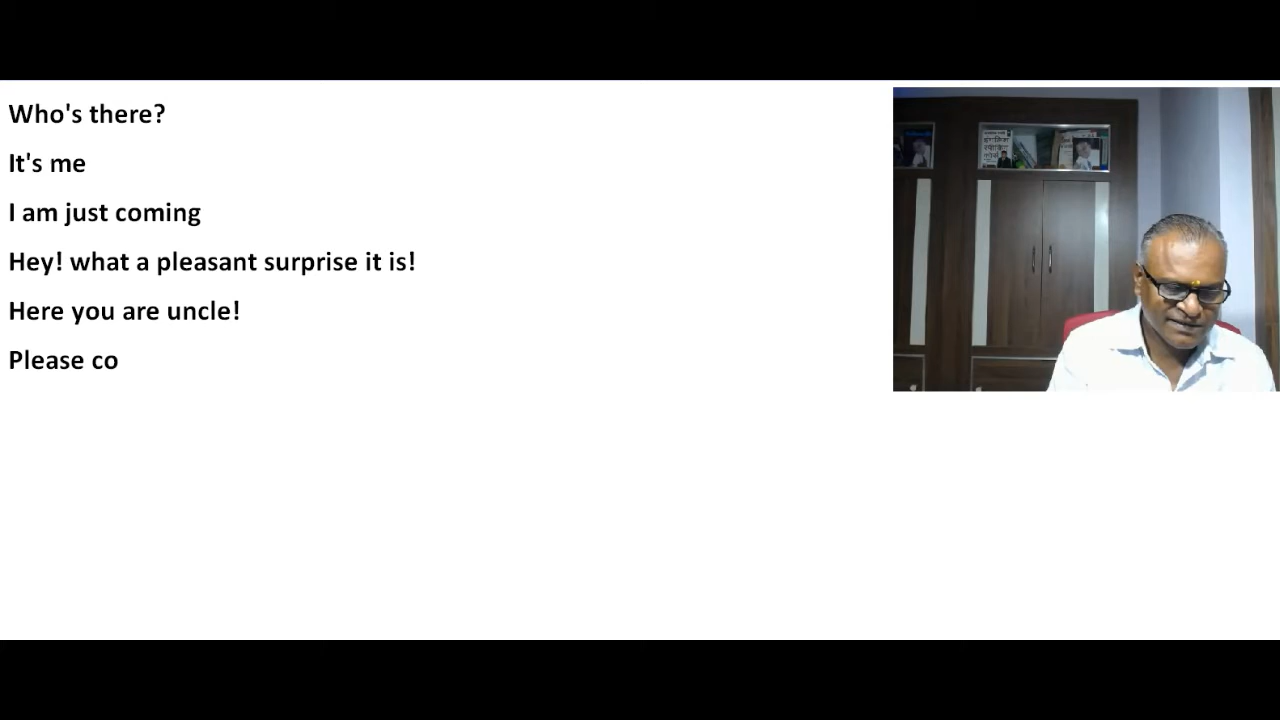 Who's there?
It's me
I am just coming
Hey! what a pleasant surprise it is!
Here you are uncle!
Please co